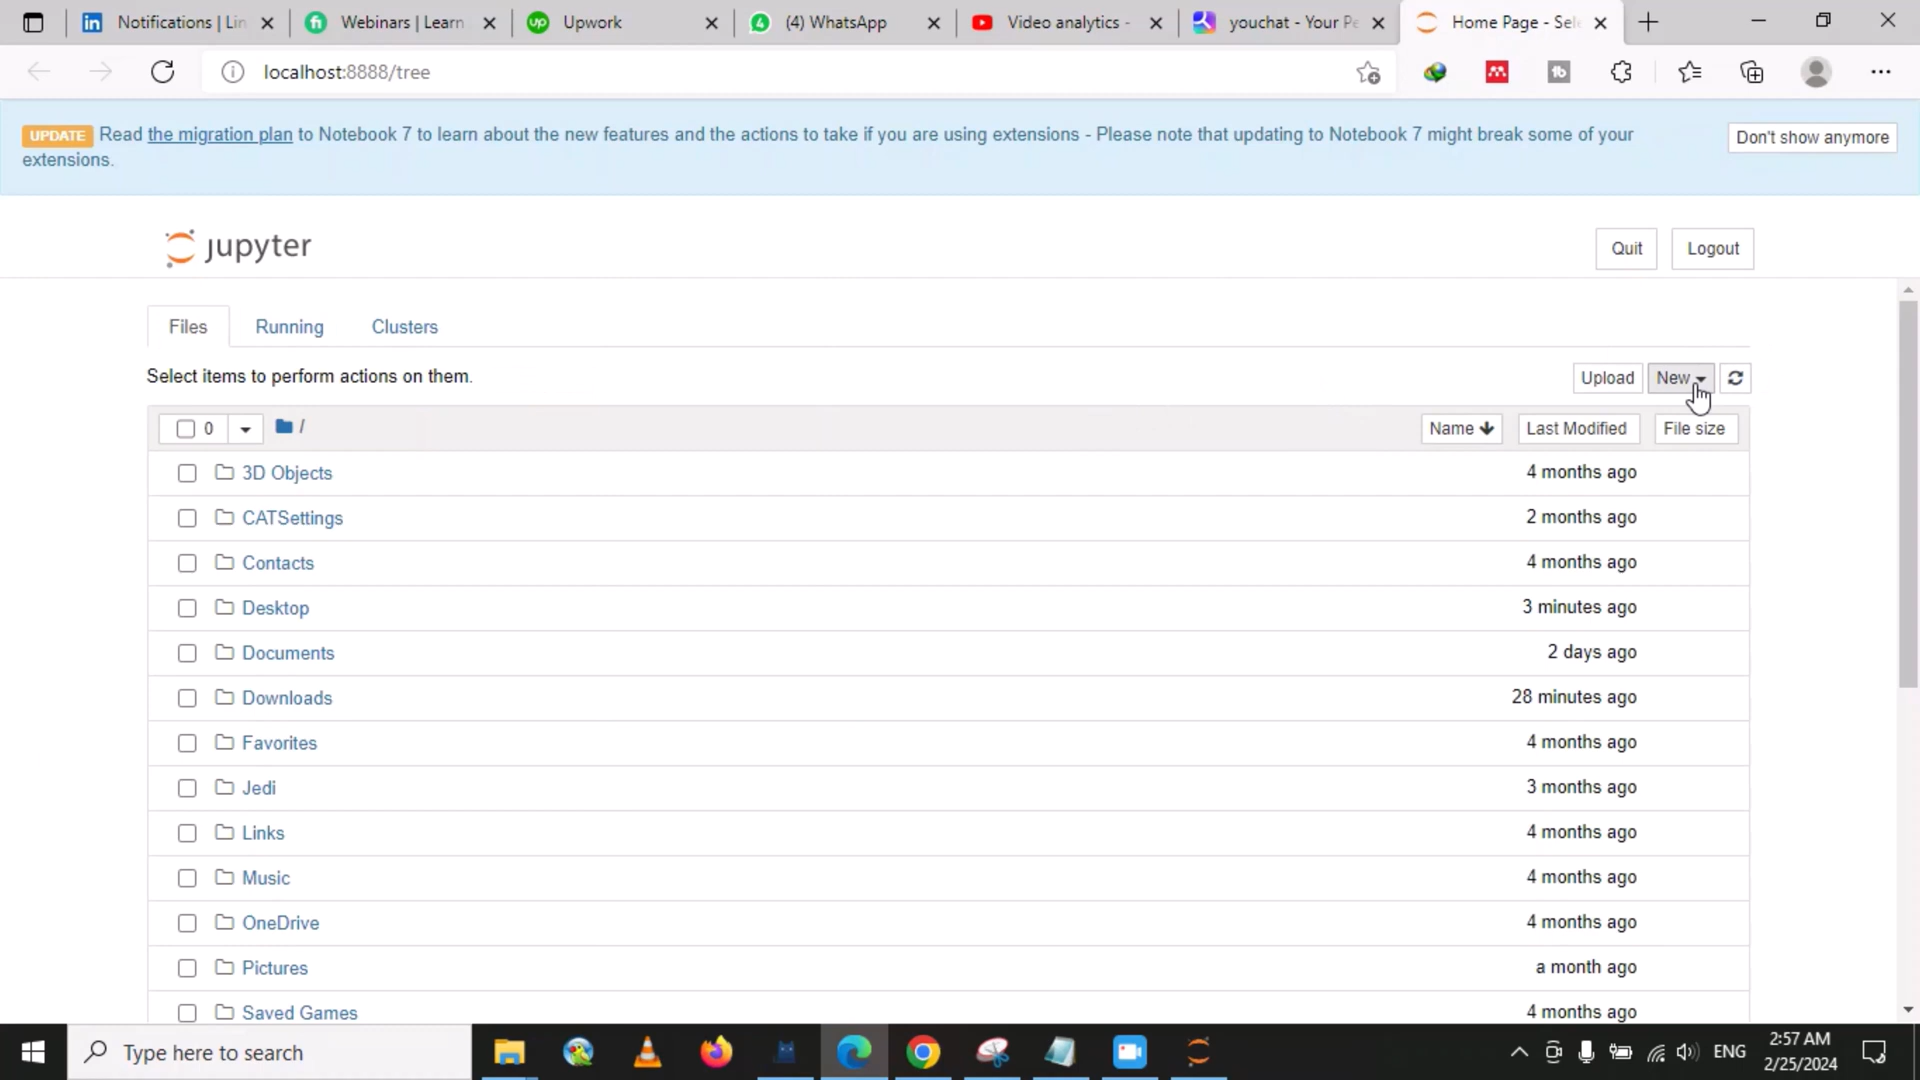 Notifications | Lin
Webinars | Learn
Upwork
(4) WhatsApp
Video analytics -
youchat - Your Pe
Home Page - Sele
localhost:8888/tree
UPDATE Read the migration plan to Notebook 7 to learn about the new features and the actions to take if you are using extensions - Please note that updating to Notebook 7 might break some of your
extensions.
Don't show anymore
jupyter
Quit
Logout
Files
Running
Clusters
Select items to perform actions on them.
Upload
New
0
/
Name
Last Modified
File size
3D Objects
4 months ago
CATSettings
2 months ago
Contacts
4 months ago
Desktop
3 minutes ago
Documents
2 days ago
Downloads
28 minutes ago
Favorites
4 months ago
Jedi
3 months ago
Links
4 months ago
Music
4 months ago
OneDrive
4 months ago
Pictures
a month ago
Saved Games
4 months ago
Type here to search
ENG
2:57 AM
2/25/2024